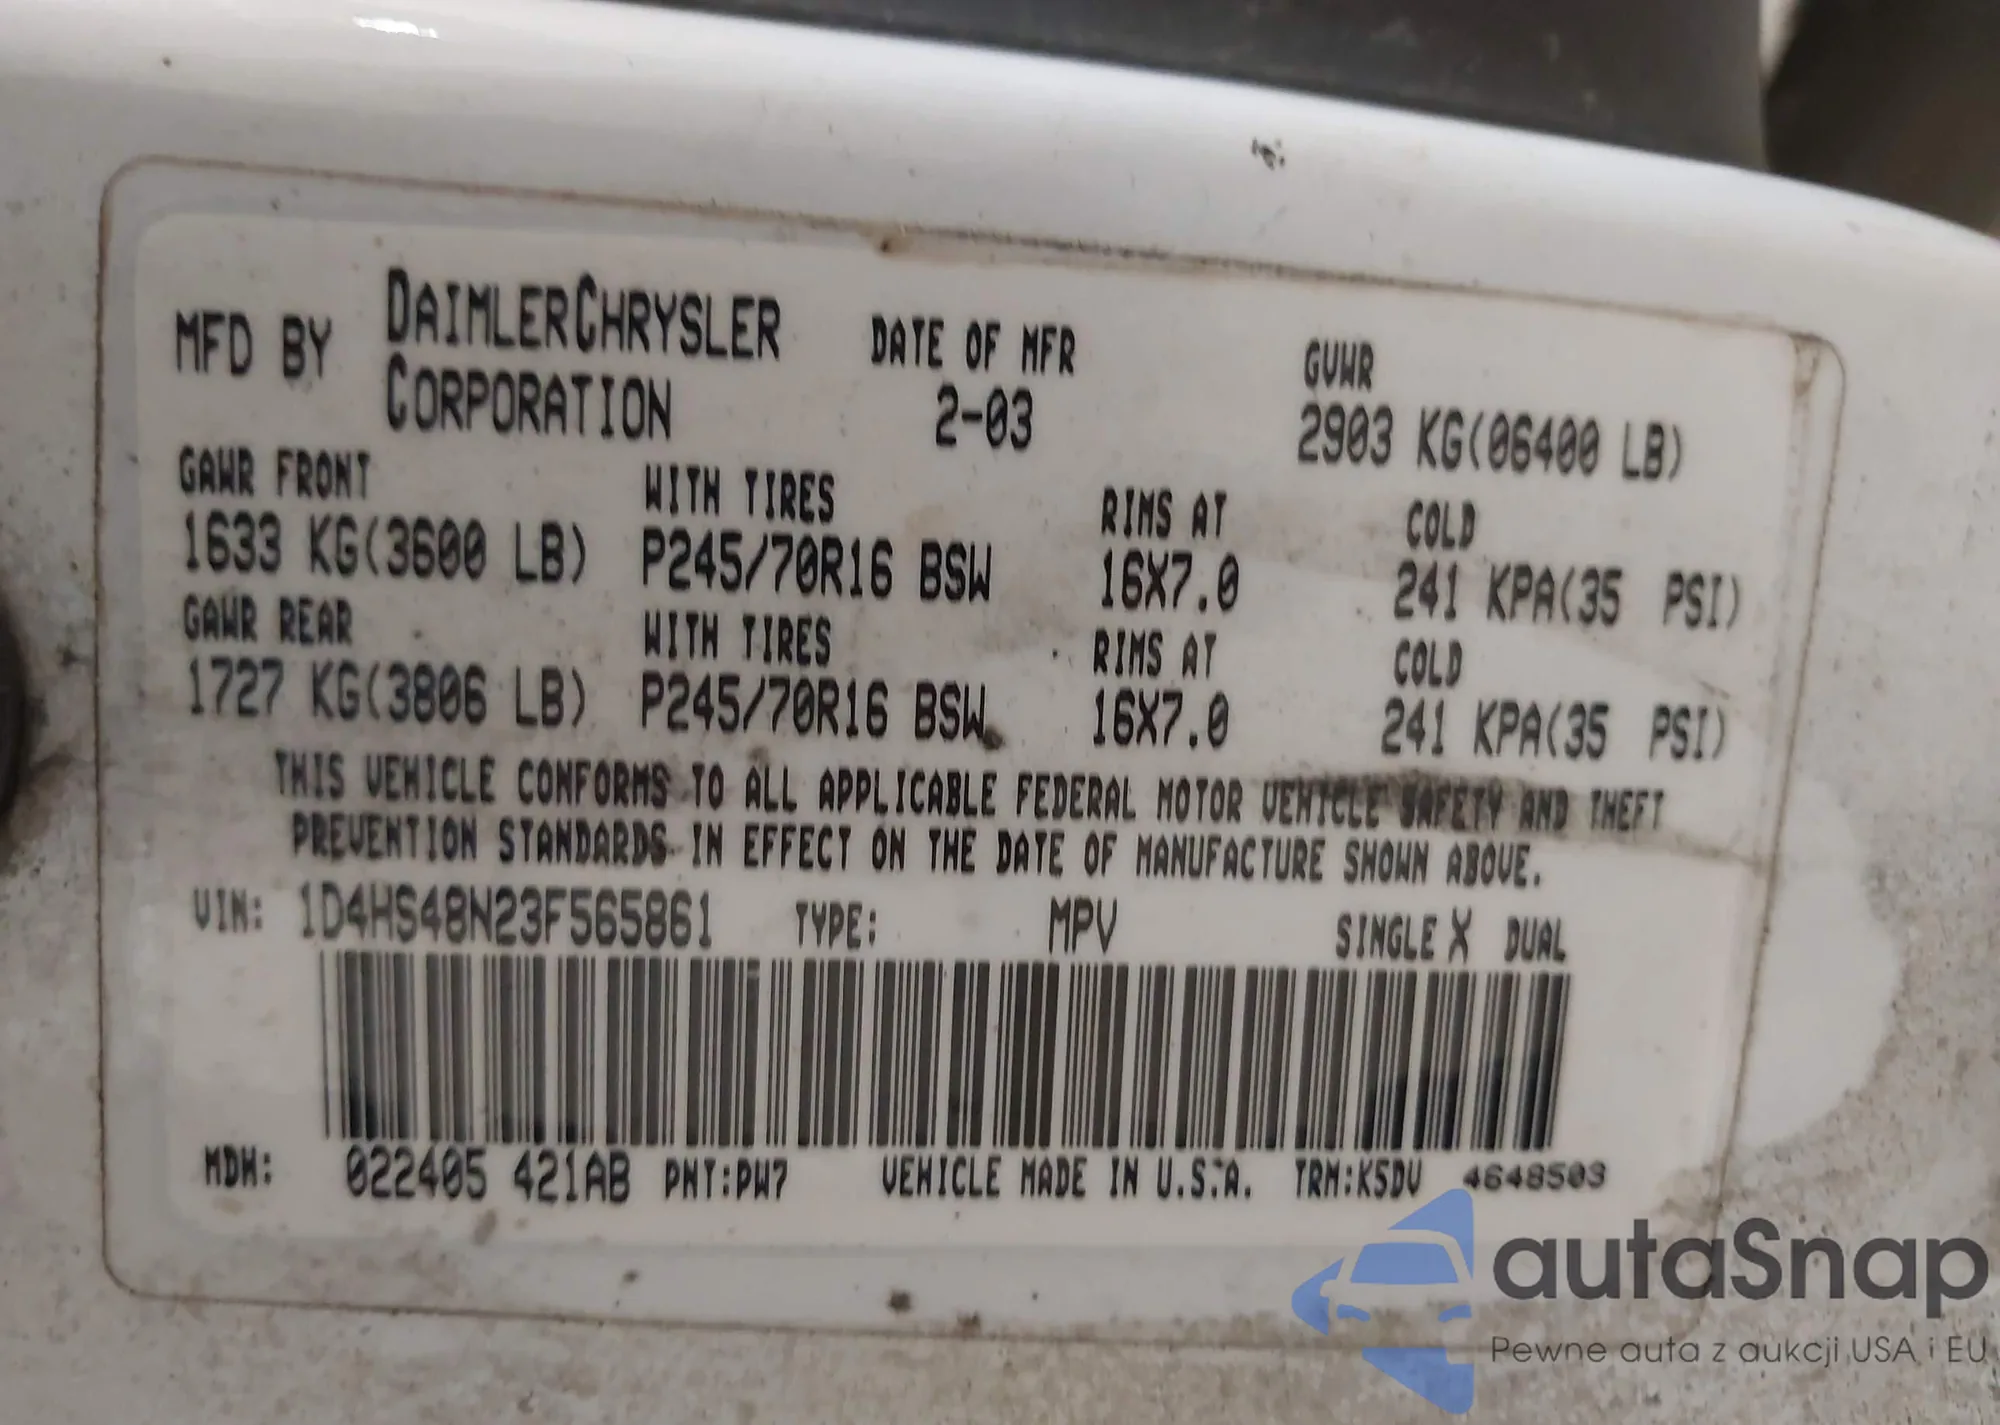 MFD BY DAIMLERCHRYSLER CORPORATION DATE OF MFR 2-03 GVWR 2903 KG(06400 LB)
GAWR FRONT WITH TIRES RIMS AT COLD
1633 KG(3600 LB) P245/70R16 BSW 16X7.0 241 KPA(35 PSI)
GAWR REAR WITH TIRES RIMS AT COLD
1727 KG(3806 LB) P245/70R16 BSW 16X7.0 241 KPA(35 PSI)
THIS VEHICLE CONFORMS TO ALL APPLICABLE FEDERAL MOTOR VEHICLE SAFETY AND THEFT
PREVENTION STANDARDS IN EFFECT ON THE DATE OF MANUFACTURE SHOWN ABOVE.
VIN: 1D4HS48N23F565861 TYPE: MPV SINGLE X DUAL
MDH: 022405 421AB PNT:PW7 VEHICLE MADE IN U.S.A. TRM:K5DV 4648503
autaSnap
Pewne auta z aukcji USA i EU